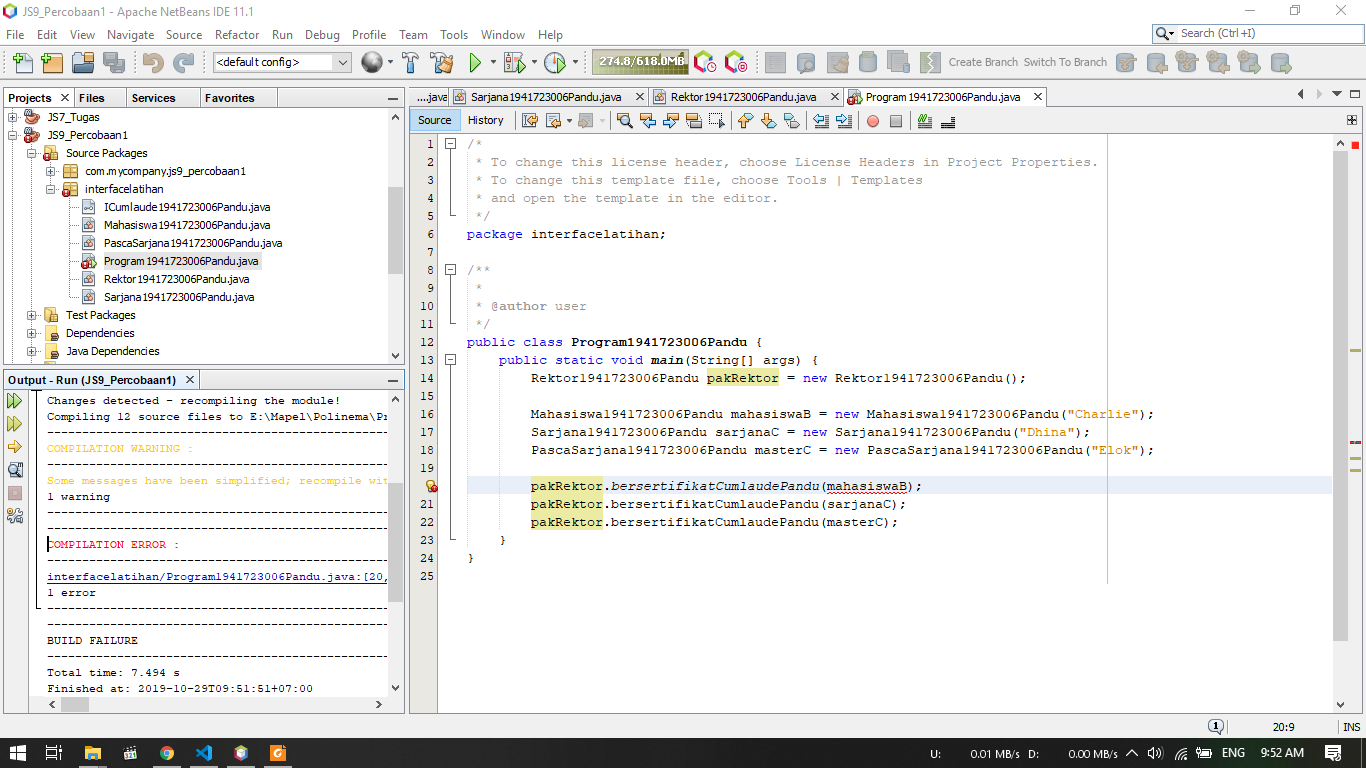 JS9_Percobaan1 - Apache NetBeans IDE 11.1
File Edit View Navigate Source Refactor Run Debug Profile Team Tools Window Help
Search (Ctrl+I)
<default config>
274.8/618.0MB
Create Branch Switch To Branch
Projects Files Services Favorites
JS7_Tugas
JS9_Percobaan1
Source Packages
com.mycompany.js9_percobaan1
interfacelatihan
ICumlaude1941723006Pandu.java
Mahasiswa1941723006Pandu.java
PascaSarjana1941723006Pandu.java
Program1941723006Pandu.java
Rektor1941723006Pandu.java
Sarjana1941723006Pandu.java
Test Packages
Dependencies
Java Dependencies
Output - Run (JS9_Percobaan1)
Changes detected - recompiling the module!
Compiling 12 source files to E:\Mapel\Polinema\Pr
------------------------------------------------
COMPILATION WARNING :
------------------------------------------------
Some messages have been simplified; recompile wit
1 warning
------------------------------------------------
------------------------------------------------
COMPILATION ERROR :
------------------------------------------------
interfacelatihan/Program1941723006Pandu.java:[20,
1 error
------------------------------------------------
------------------------------------------------
BUILD FAILURE
------------------------------------------------
Total time: 7.494 s
Finished at: 2019-10-29T09:51:51+07:00
....java Sarjana1941723006Pandu.java Rektor1941723006Pandu.java Program1941723006Pandu.java
Source History
1 /*
2 * To change this license header, choose License Headers in Project Properties.
3 * To change this template file, choose Tools | Templates
4 * and open the template in the editor.
5 */
6 package interfacelatihan;
7
8 /**
9 *
10 * @author user
11 */
12 public class Program1941723006Pandu {
13 public static void main(String[] args) {
14 Rektor1941723006Pandu pakRektor = new Rektor1941723006Pandu();
15
16 Mahasiswa1941723006Pandu mahasiswaB = new Mahasiswa1941723006Pandu("Charlie");
17 Sarjana1941723006Pandu sarjanaC = new Sarjana1941723006Pandu("Dhina");
18 PascaSarjana1941723006Pandu masterC = new PascaSarjana1941723006Pandu("Elok");
19
pakRektor.bersertifikatCumlaudePandu(mahasiswaB);
21 pakRektor.bersertifikatCumlaudePandu(sarjanaC);
22 pakRektor.bersertifikatCumlaudePandu(masterC);
23 }
24 }
25
1 20:9 INS
U: 0.01 MB/s D: 0.00 MB/s ENG 9:52 AM